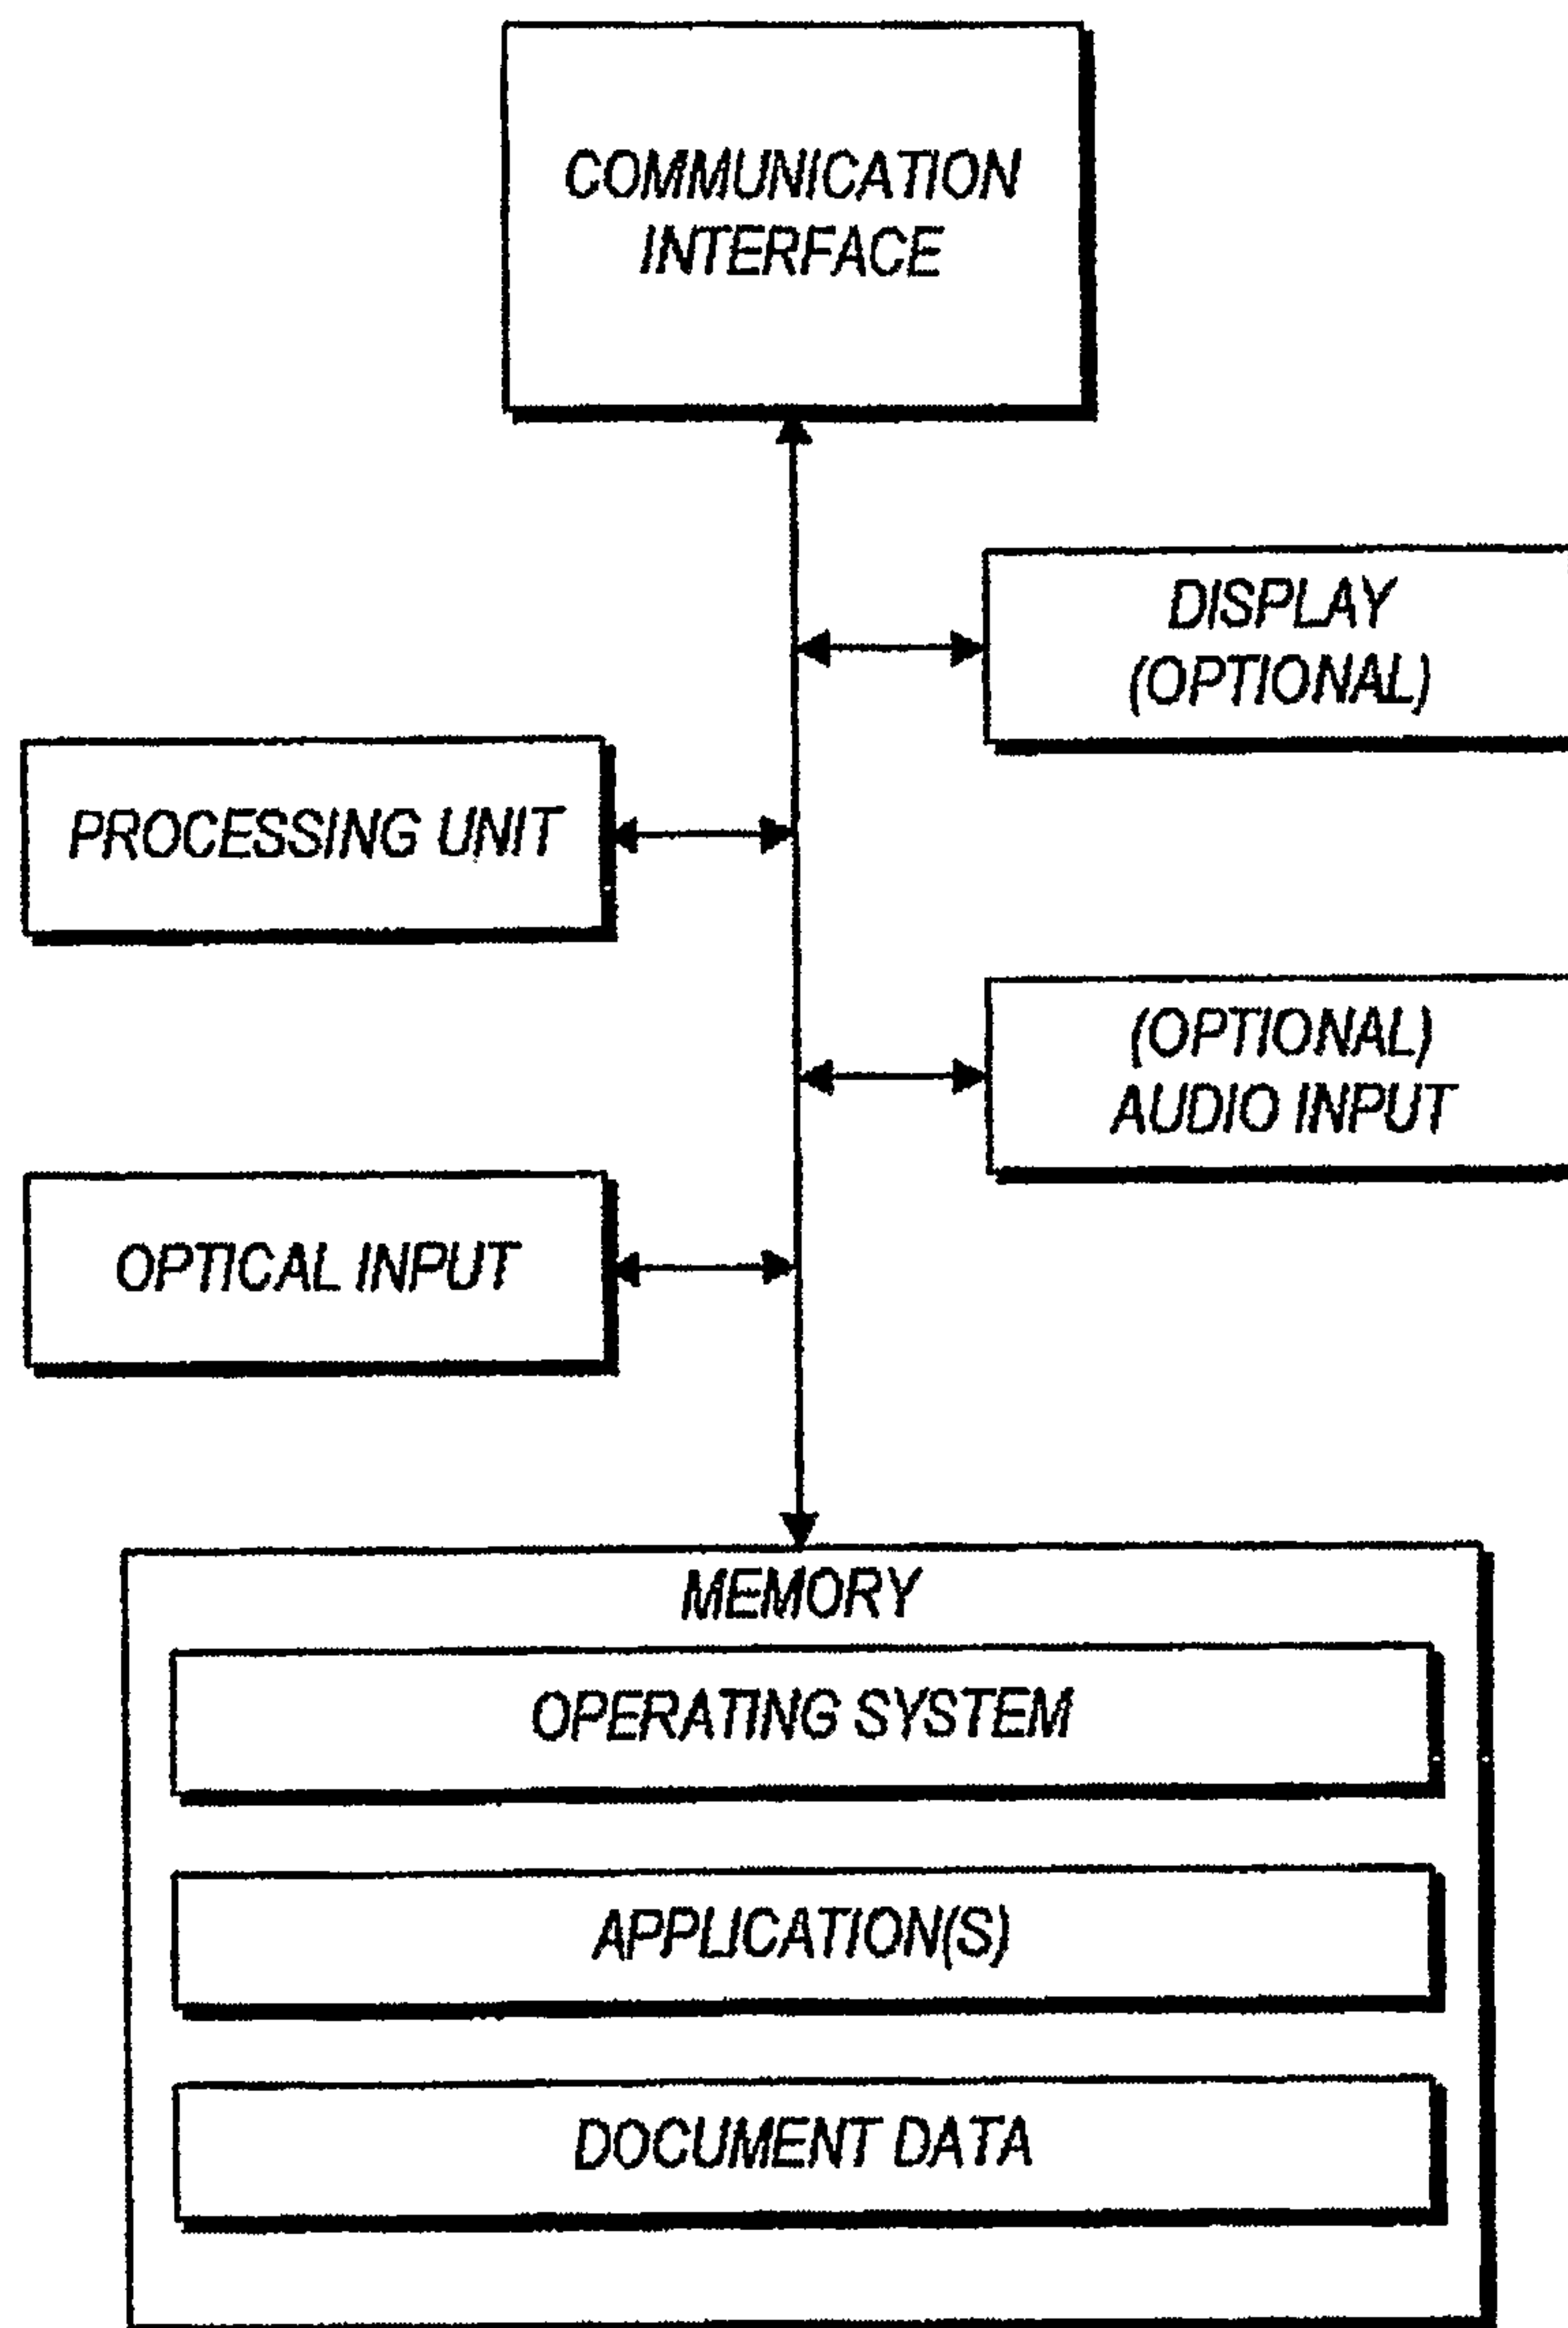 COMMUNICATION
INTERFACE
DISPLAY
(OPTIONAL)
PROCESSING UNIT
(OPTIONAL)
AUDIO INPUT
OPTICAL INPUT
MEMORY
OPERATING SYSTEM
APPLICATION(S)
DOCUMENT DATA